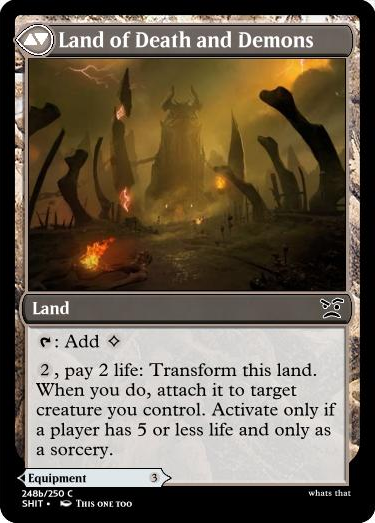 Land of Death and Demons
Land
: Add
2, pay 2 life: Transform this land.
When you do, attach it to target
creature you control. Activate only if
a player has 5 or less life and only as
a sorcery.
Equipment 3
248b/250 C whats that
SHIT • THIS ONE TOO